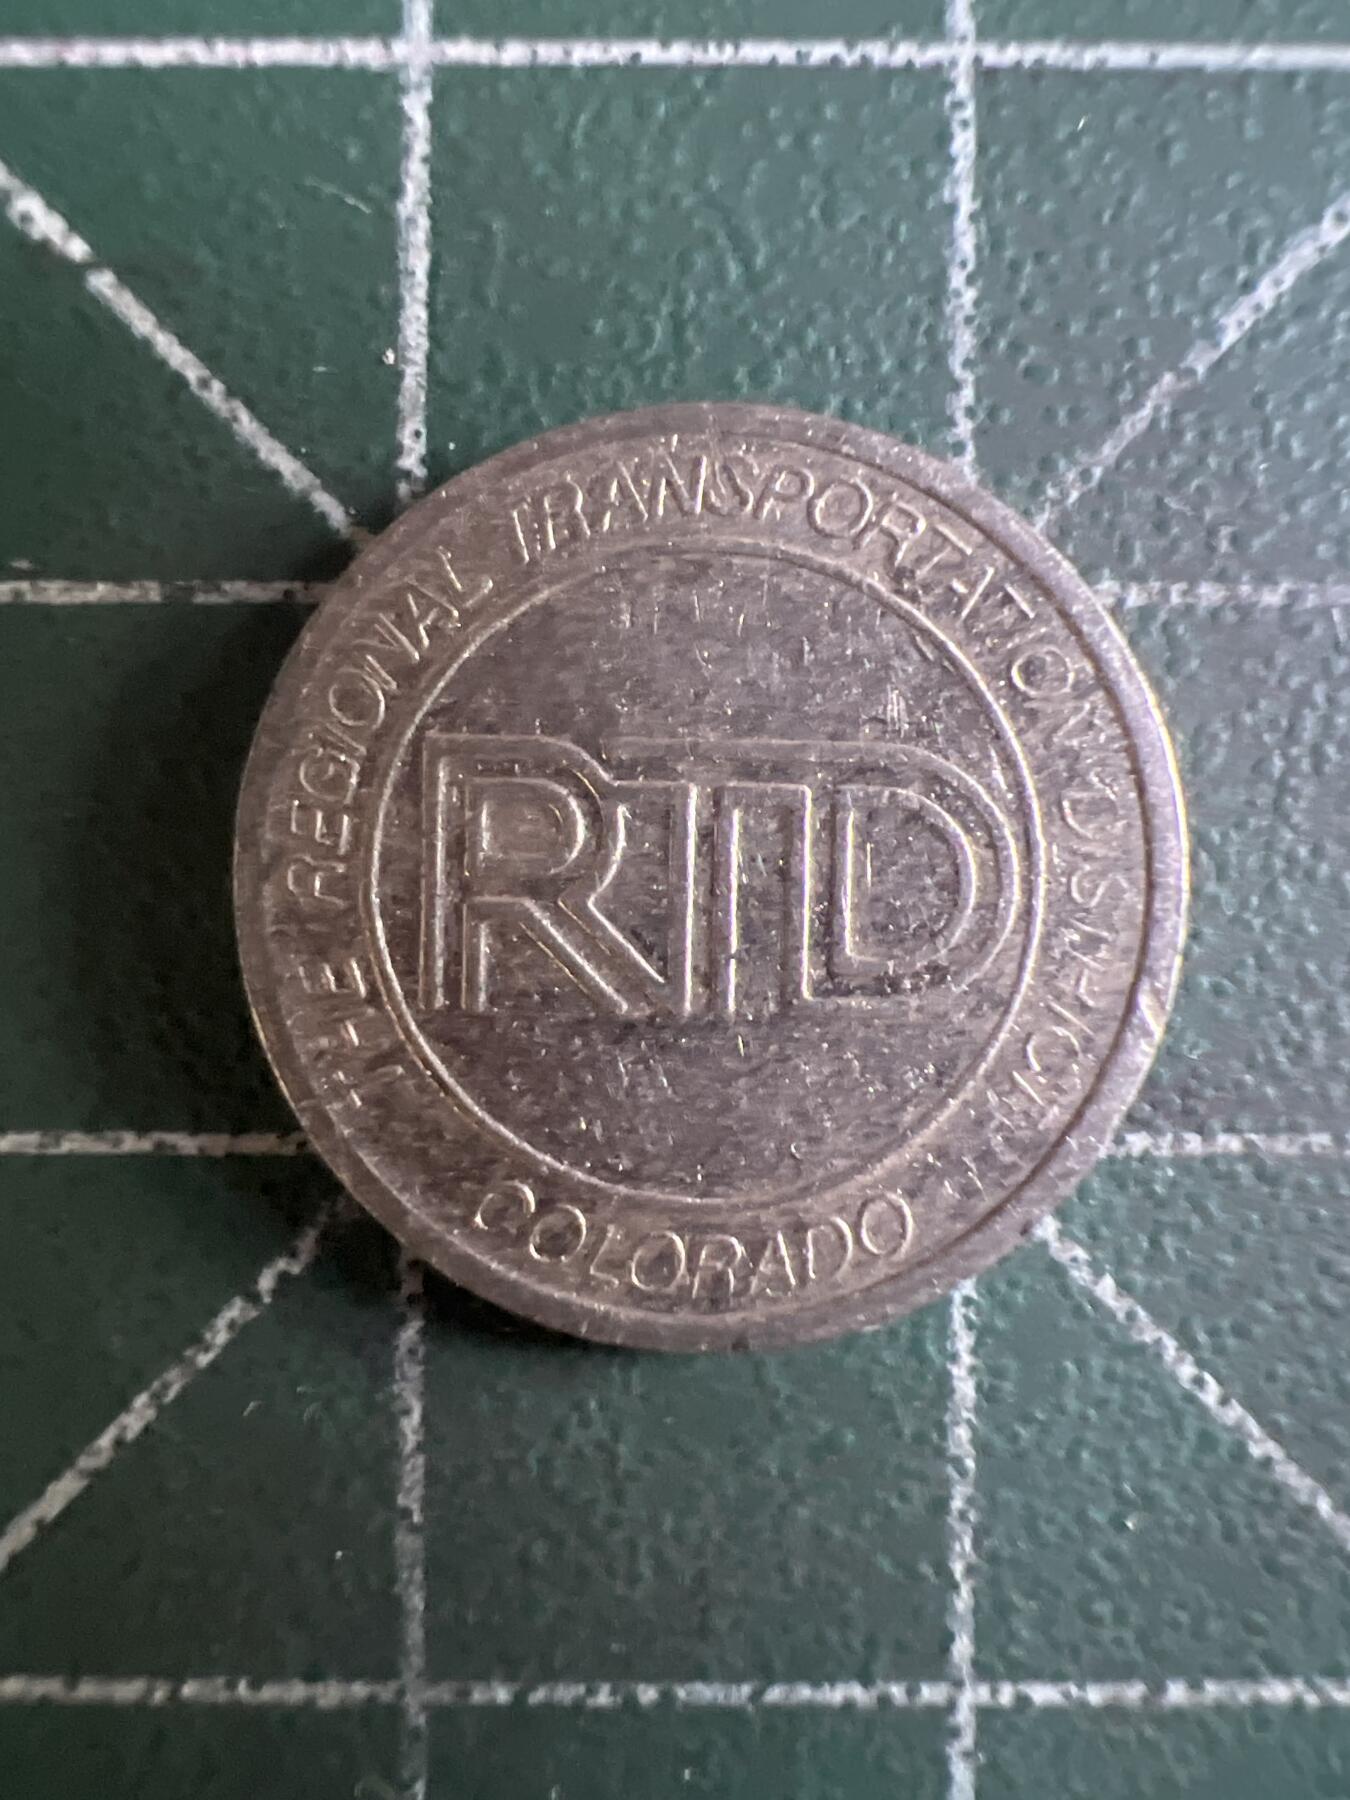 THE REGIONAL TRANSPORTATION DISTRICT
RTD
COLORADO